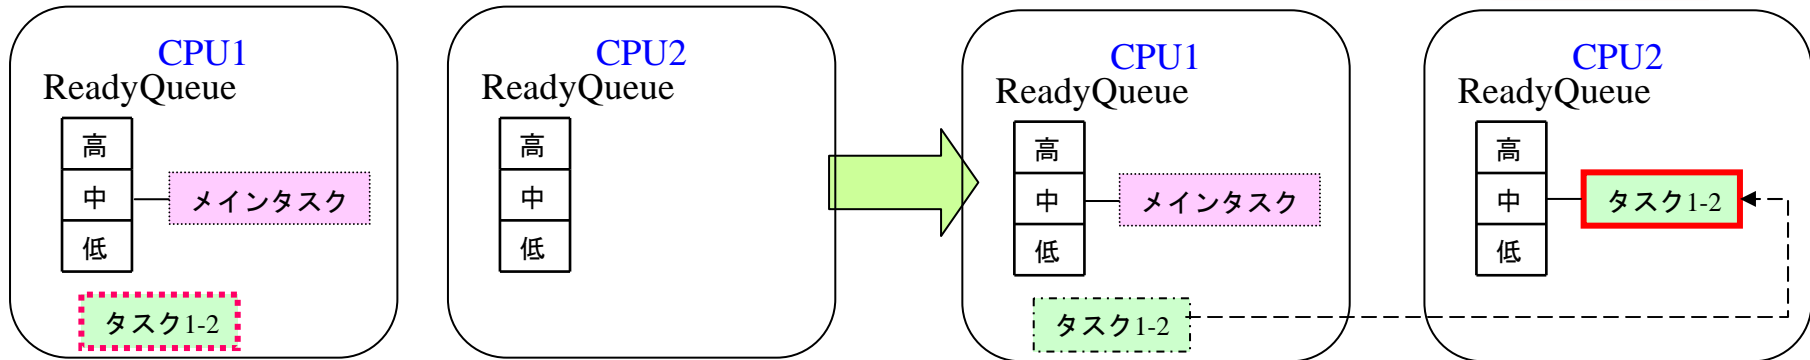 CPU1
ReadyQueue
高
中
メインタスク
低
タスク1-2
CPU2
ReadyQueue
高
中
低
CPU1
ReadyQueue
高
中
メインタスク
低
タスク1-2
CPU2
ReadyQueue
高
中
タスク1-2
低